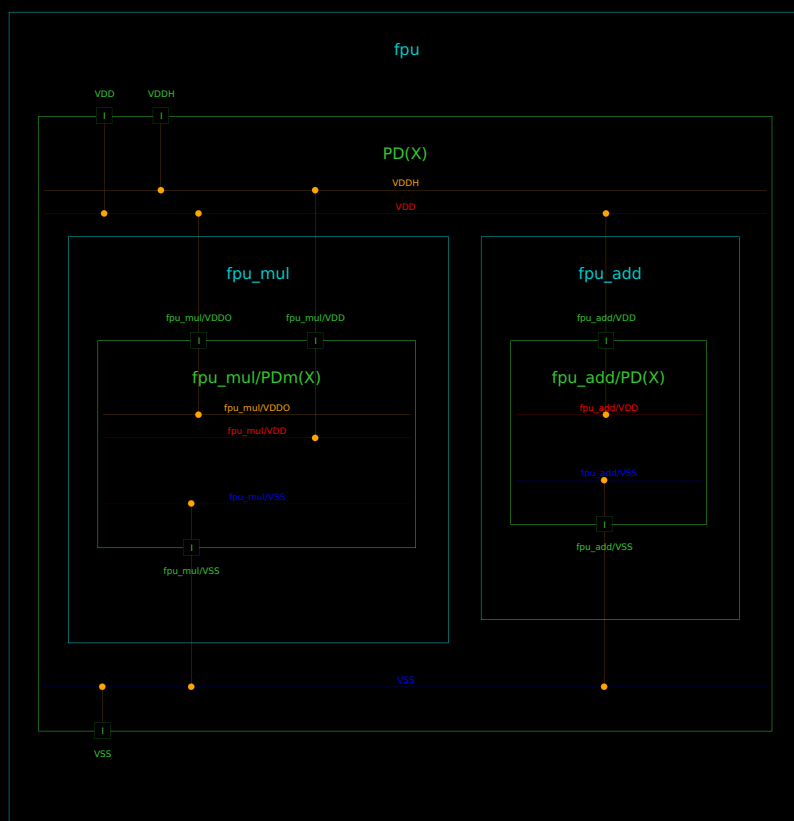 fpu
VDD
VDDH
I
I
PD(X)
VDDH
VDD
fpu_mul
fpu_add
fpu_mul/VDDO
fpu_mul/VDD
fpu_add/VDD
I
I
I
fpu_mul/PDm(X)
fpu_add/PD(X)
fpu_mul/VDDO
fpu_add/VDD
fpu_mul/VDD
fpu_add/VSS
fpu_mul/VSS
I
fpu_add/VSS
I
fpu_mul/VSS
VSS
I
VSS